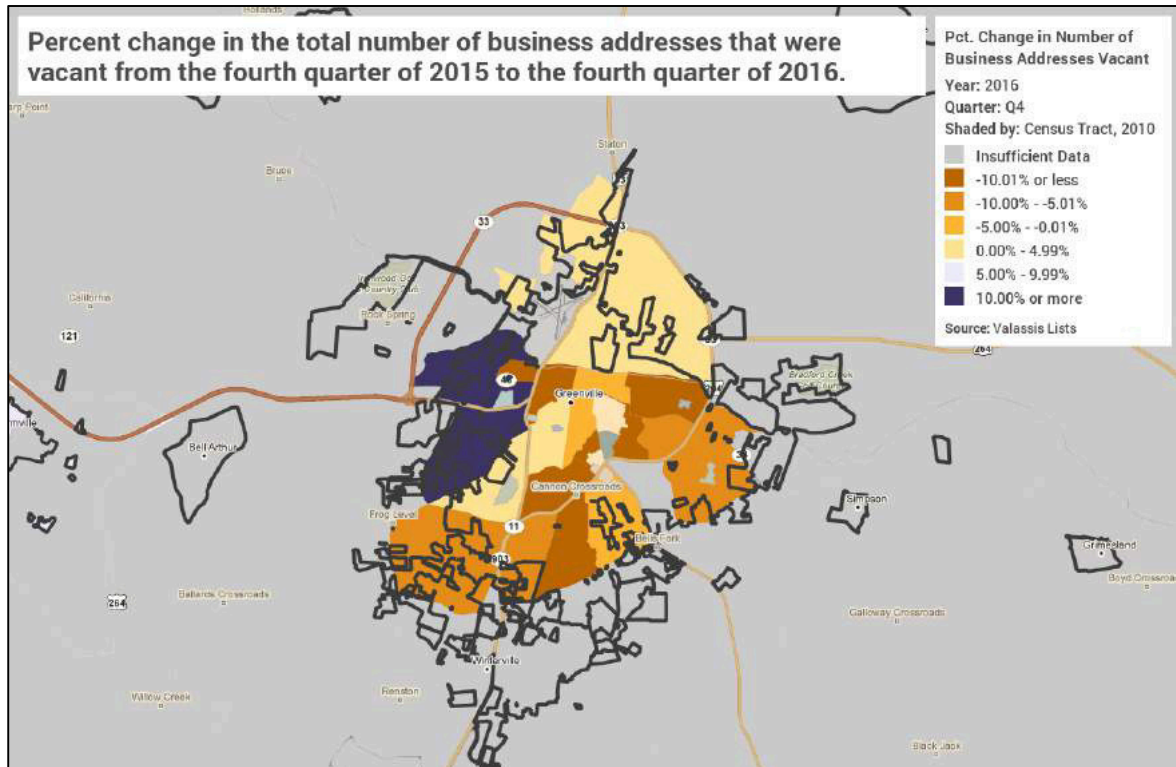 Percent change in the total number of business addresses that were
vacant from the fourth quarter of 2015 to the fourth quarter of 2016.
Pct. Change in Number of
Business Addresses Vacant
Year: 2016
Quarter: Q4
Shaded by: Census Tract, 2010
Insufficient Data
-10.01% or less
-10.00% - -5.01%
-5.00% - -0.01%
0.00% - 4.99%
5.00% - 9.99%
10.00% or more
Source: Valassis Lists
Staton
Bruce
33
California
Rock Spring
121
264
Greenville
Bell Arthur
Cannon Crossroads
Frog Level
11
Bells Fork
Simpson
903
Grimesland
Boyd Crossroa
264
Ballards Crossroads
Galloway Crossroads
Winterville
Willow Creek
Renston
Black Jack